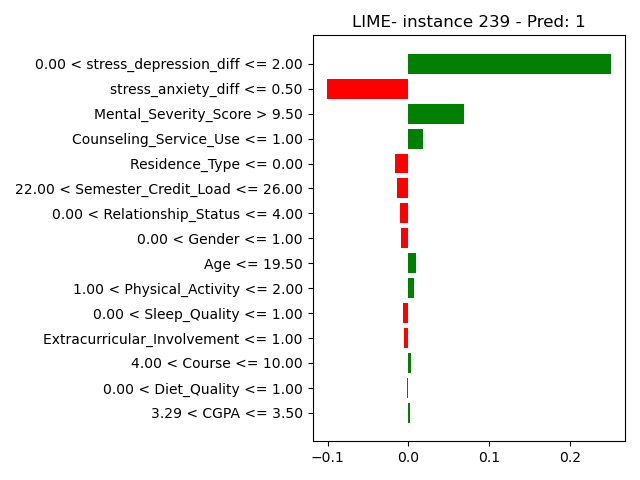 LIME- instance 239 - Pred: 1
0.00 < stress_depression_diff <= 2.00
stress_anxiety_diff <= 0.50
Mental_Severity_Score > 9.50
Counseling_Service_Use <= 1.00
Residence_Type <= 0.00
22.00 < Semester_Credit_Load <= 26.00
0.00 < Relationship_Status <= 4.00
0.00 < Gender <= 1.00
Age <= 19.50
1.00 < Physical_Activity <= 2.00
0.00 < Sleep_Quality <= 1.00
Extracurricular_Involvement <= 1.00
4.00 < Course <= 10.00
0.00 < Diet_Quality <= 1.00
3.29 < CGPA <= 3.50
−0.1 0.0 0.1 0.2